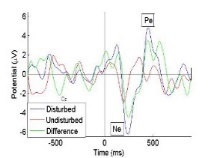 6
Pe
4
2
0
-2
-4
-6
Potential (μV)
Disturbed
Undisturbed
Difference
Ne
-500
0
500
Time (ms)